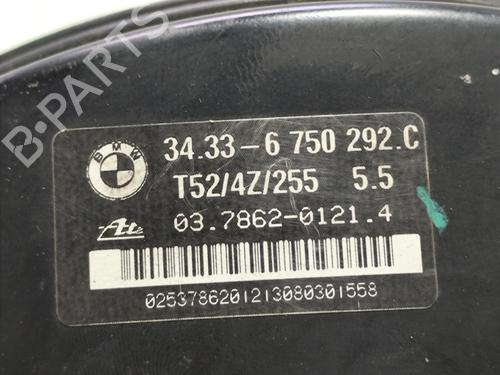 B-PARTS
BMW
34.33-6 750 292.C
T52/4Z/255 5.5
Ate 03.7862-0121.4
0253786201213080301558